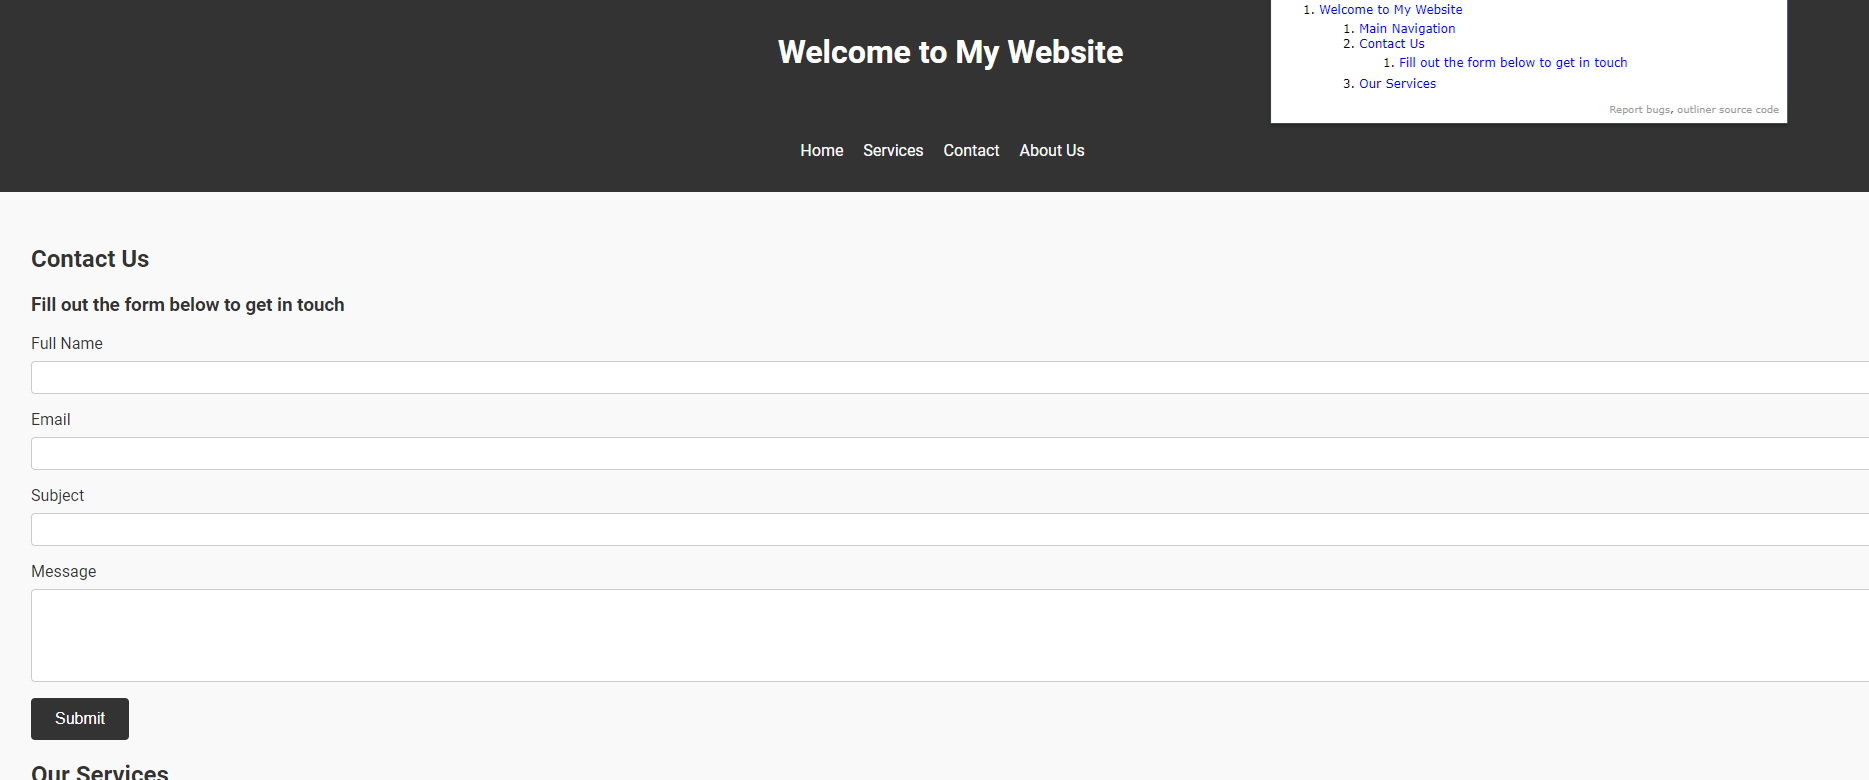 1. Welcome to My Website
1. Main Navigation
2. Contact Us
1. Fill out the form below to get in touch
3. Our Services
Report bugs, outliner source code
Welcome to My Website
Home Services Contact About Us
Contact Us
Fill out the form below to get in touch
Full Name
Email
Subject
Message
Submit
Our Services